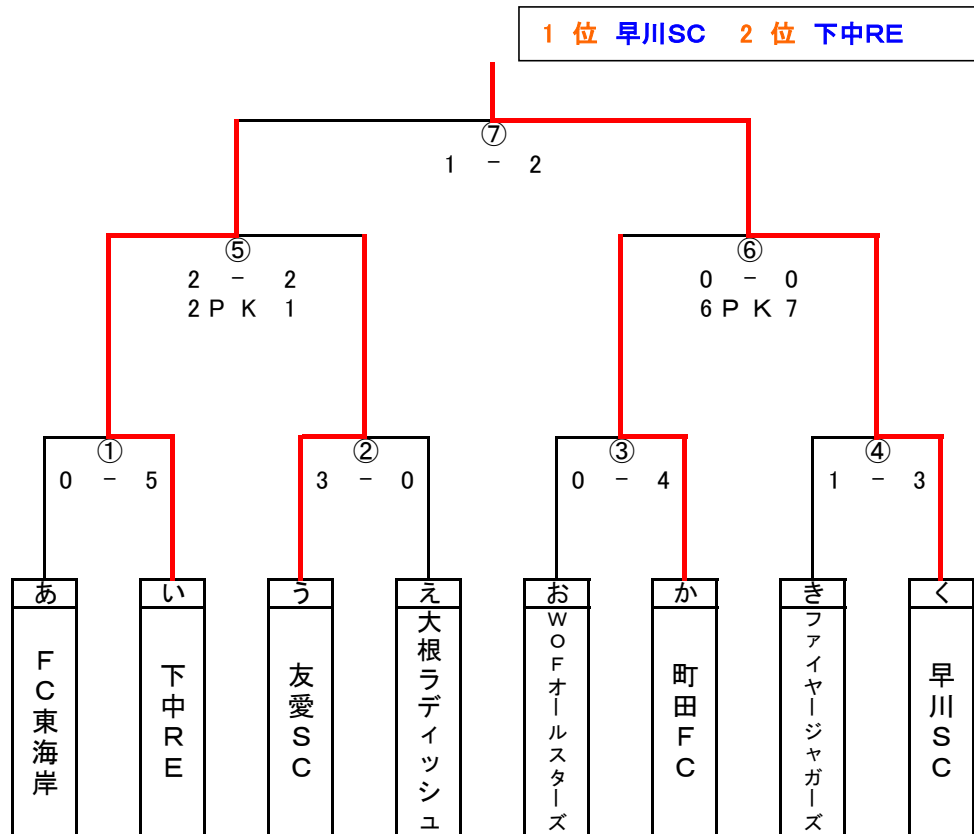 1 位 早川SC 2 位 下中RE
⑦
1 － 2
⑤
2 － 2
2 P K 1
⑥
0 － 0
6 P K 7
①
0 － 5
②
3 － 0
③
0 － 4
④
1 － 3
あ
い
う
え
お
か
き
く
FC東海岸
下中RE
友愛SC
大根ラディッシュ
WOFオールスターズ
町田FC
ファイヤージャガーズ
早川SC